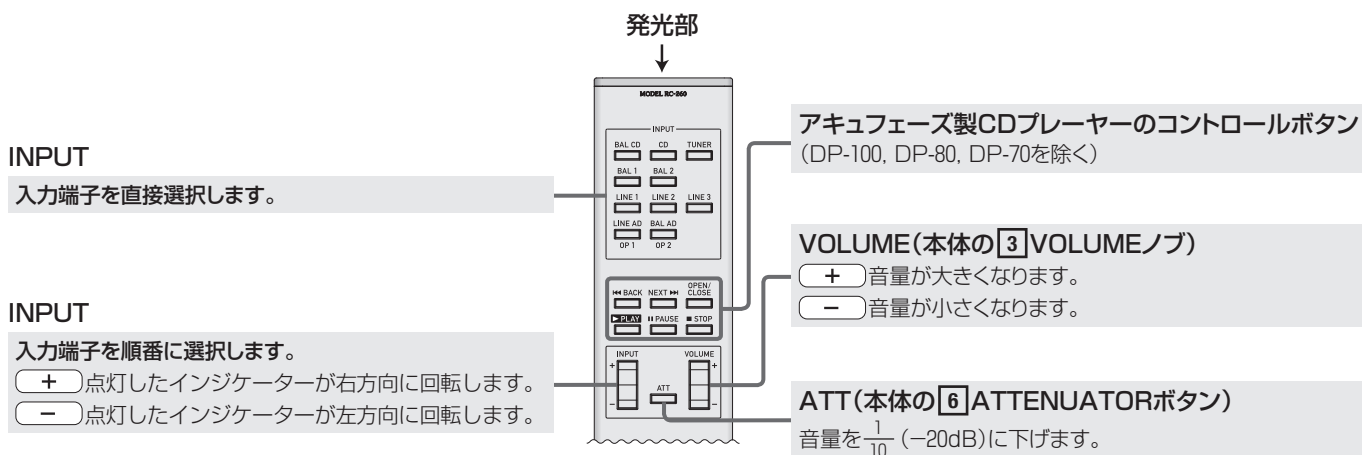 発光部
MODEL RC-260
INPUT
BAL CD CD TUNER
BAL 1 BAL 2
LINE 1 LINE 2 LINE 3
LINE AD BAL AD
OP 1 OP 2
⏮ BACK NEXT ⏭ OPEN/
CLOSE
▶ PLAY ⏸ PAUSE ■ STOP
INPUT VOLUME
+ +
ATT
− −
INPUT
入力端子を直接選択します。
INPUT
入力端子を順番に選択します。
+ 点灯したインジケーターが右方向に回転します。
− 点灯したインジケーターが左方向に回転します。
アキュフェーズ製CDプレーヤーのコントロールボタン
(DP-100, DP-80, DP-70を除く)
VOLUME(本体の3VOLUMEノブ)
+ 音量が大きくなります。
− 音量が小さくなります。
ATT(本体の6ATTENUATORボタン)
音量を1/10(−20dB)に下げます。